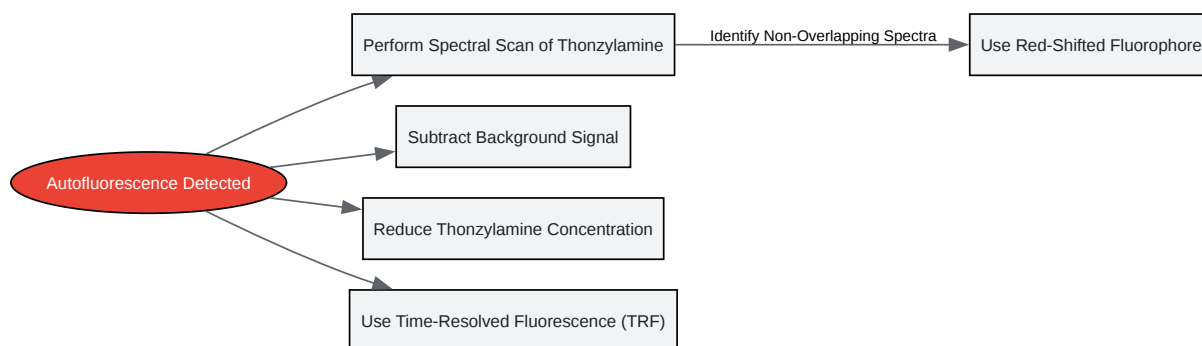 Perform Spectral Scan of Thonzylamine
Identify Non-Overlapping Spectra
Use Red-Shifted Fluorophore
Subtract Background Signal
Autofluorescence Detected
Reduce Thonzylamine Concentration
Use Time-Resolved Fluorescence (TRF)